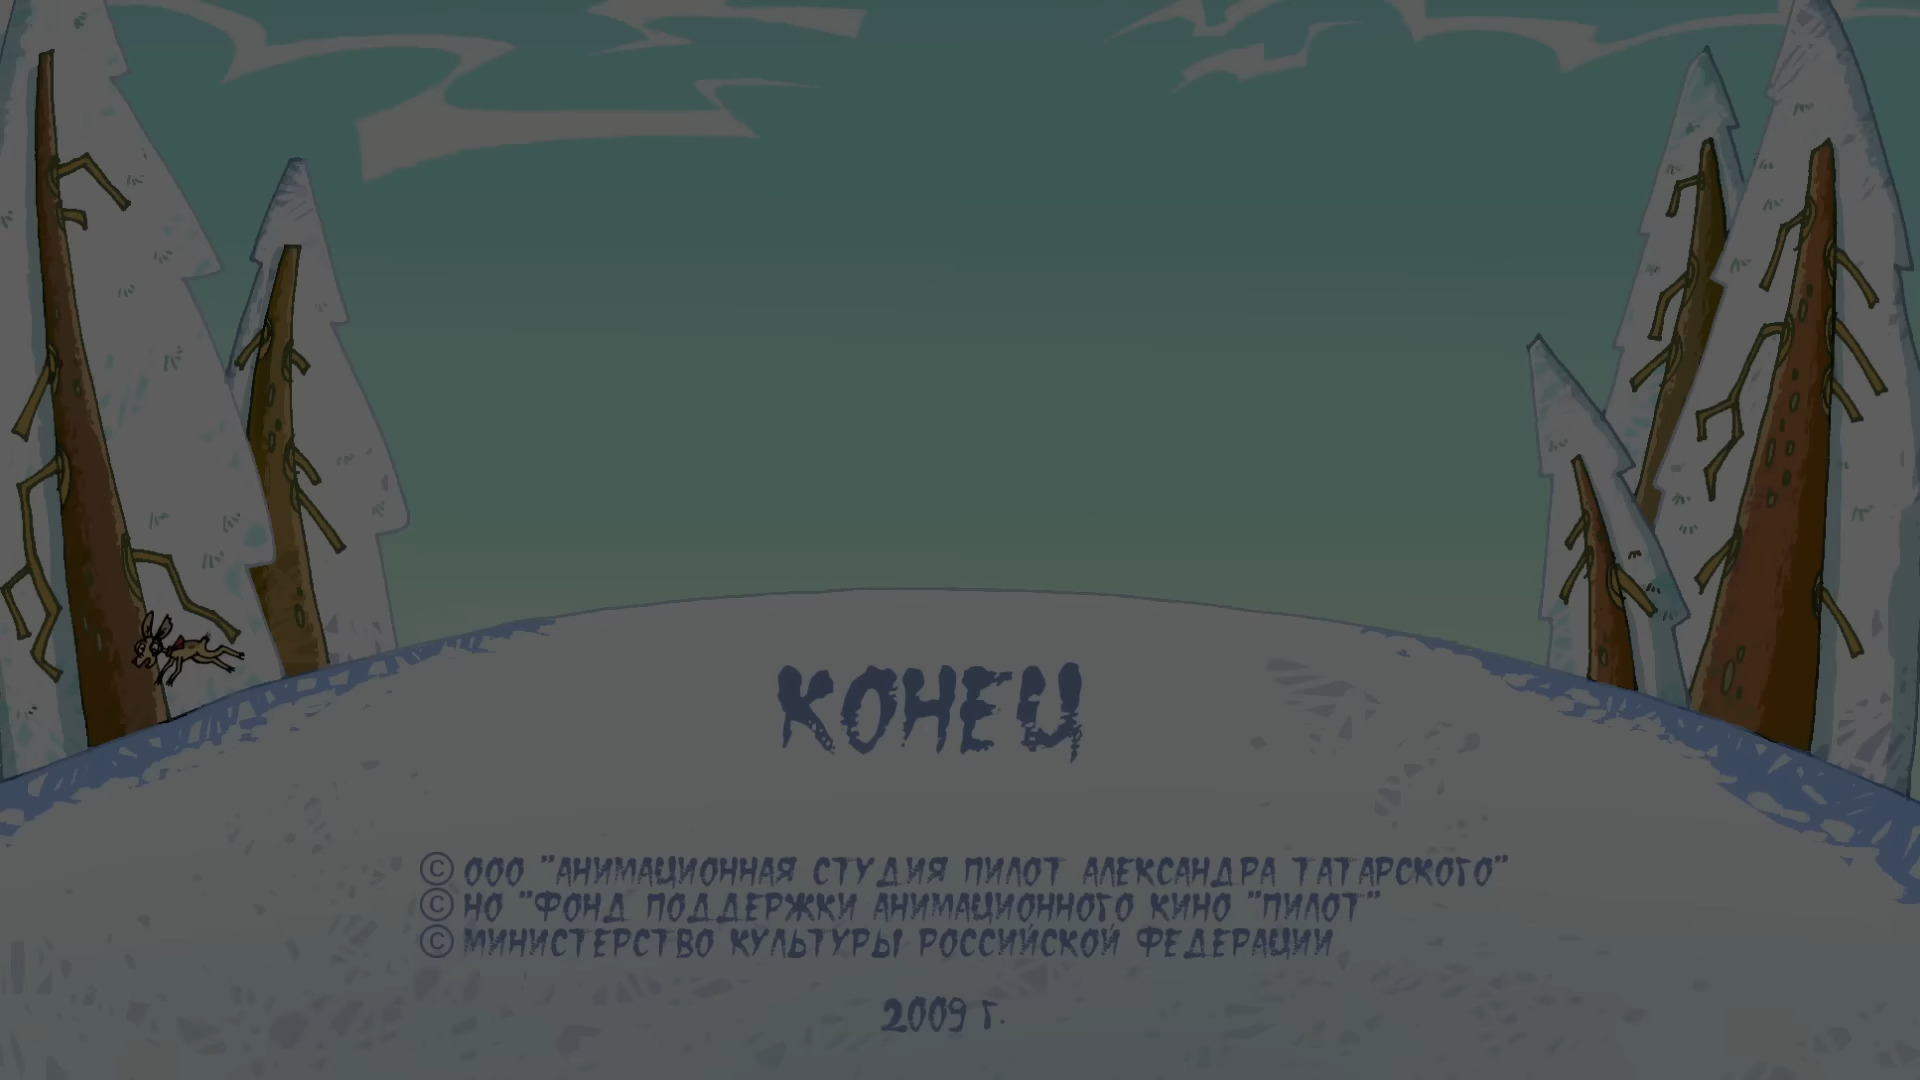 КОНЕЦ
© ООО "АНИМАЦИОННАЯ СТУДИЯ ПИЛОТ АЛЕКСАНДРА ТАТАРСКОГО"
© НО "ФОНД ПОДДЕРЖКИ АНИМАЦИОННОГО КИНО "ПИЛОТ"
© МИНИСТЕРСТВО КУЛЬТУРЫ РОССИЙСКОЙ ФЕДЕРАЦИИ
2009 г.